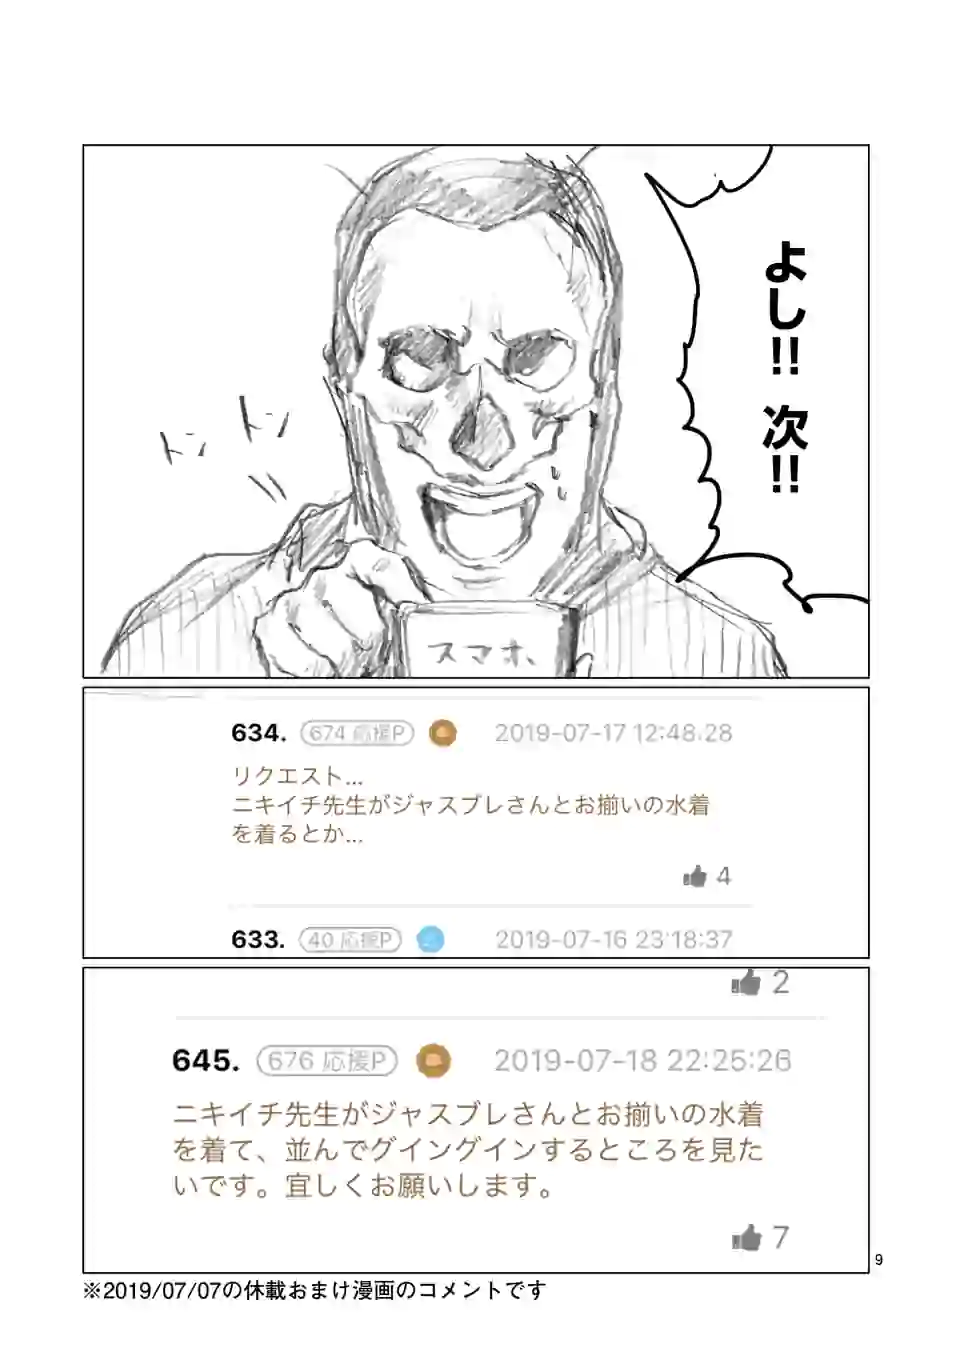 よし!! 次!!
トン
トン
スマホ、
634. 674 応援P 2019-07-17 12:48:28
リクエスト...
ニキイチ先生がジャスブレさんとお揃いの水着
を着るとか...
4
633. 40 応援P 2019-07-16 23:18:37
2
645. 676 応援P 2019-07-18 22:25:26
ニキイチ先生がジャスブレさんとお揃いの水着
を着て、並んでグイングインするところを見た
いです。宜しくお願いします。
7
9
※2019/07/07の休載おまけ漫画のコメントです